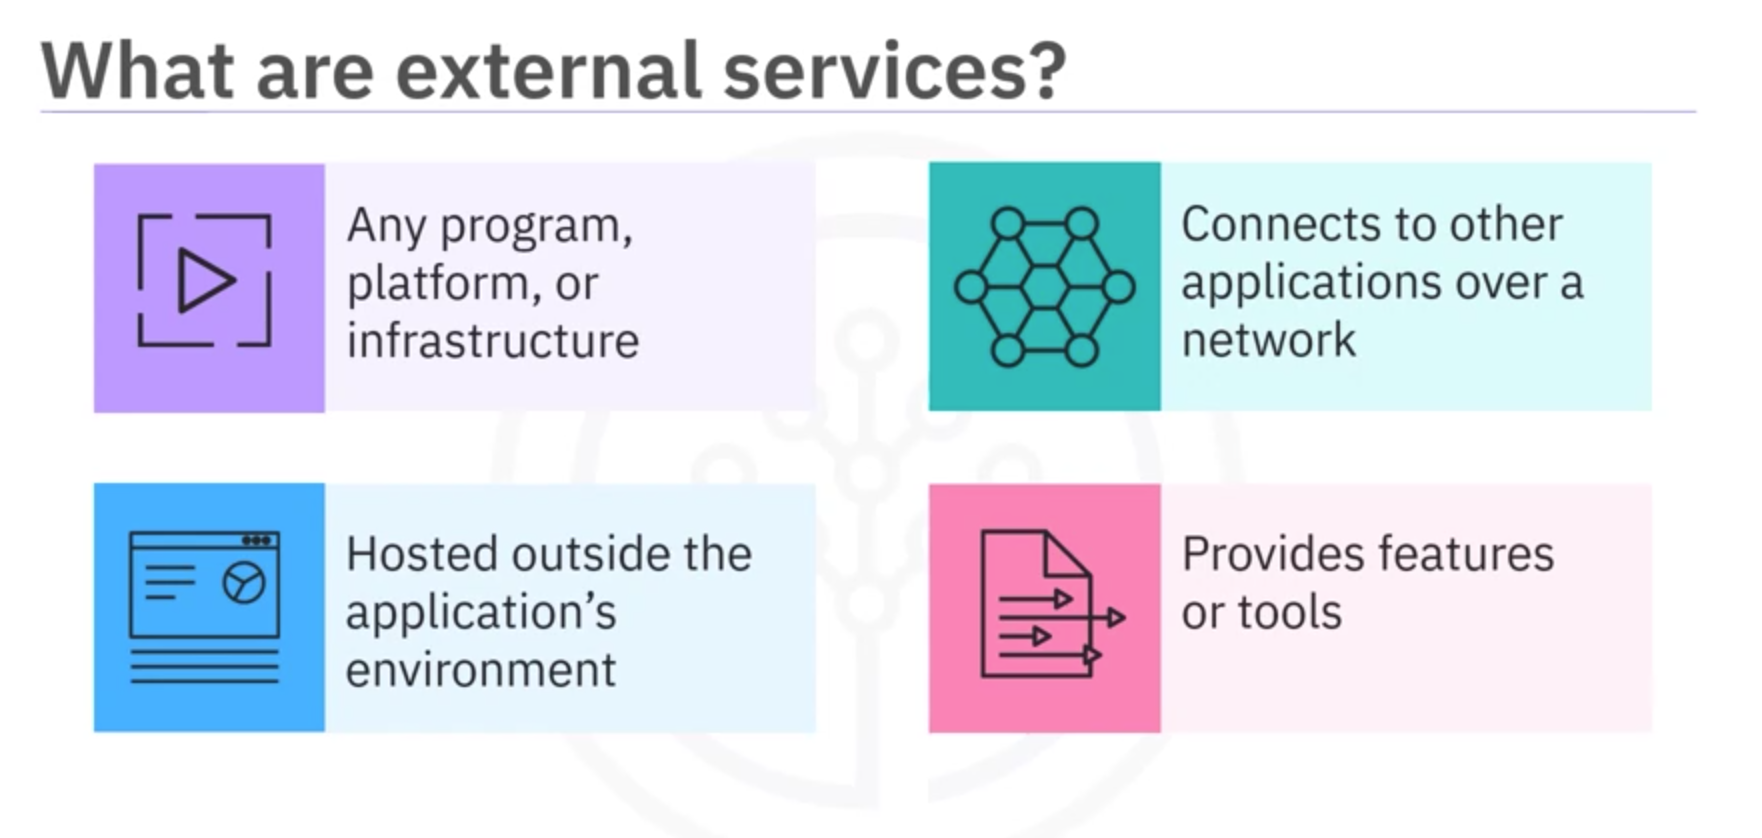 What are external services?
Any program,
platform, or
infrastructure
Connects to other
applications over a
network
Hosted outside the
application’s
environment
Provides features
or tools